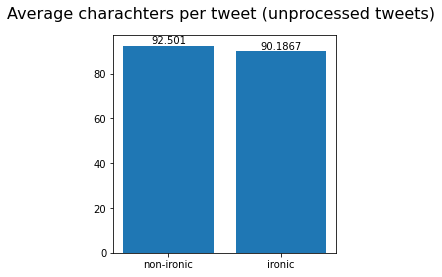 Average charachters per tweet (unprocessed tweets)
92.501
90.1867
80
60
40
20
0
non-ironic
ironic